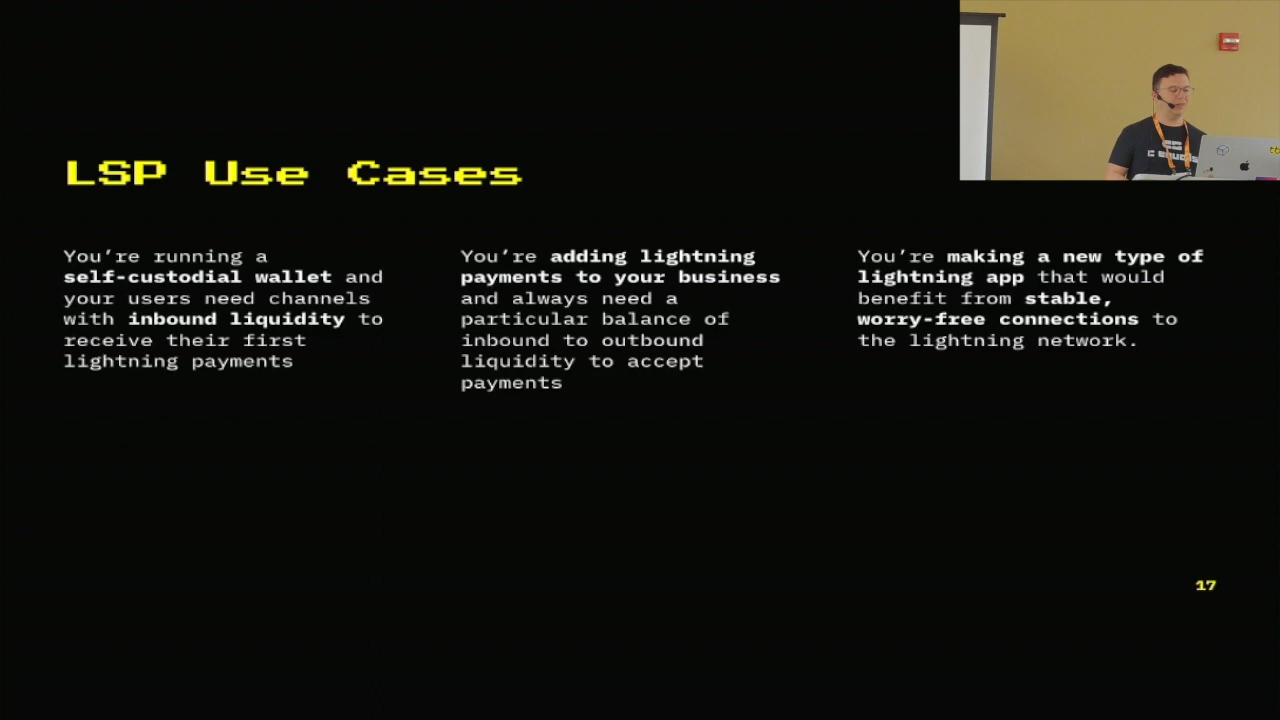 LSP Use Cases
You’re running a
self-custodial wallet and
your users need channels
with inbound liquidity to
receive their first
lightning payments
You’re adding lightning
payments to your business
and always need a
particular balance of
inbound to outbound
liquidity to accept
payments
You’re making a new type of
lightning app that would
benefit from stable,
worry-free connections to
the lightning network.
17